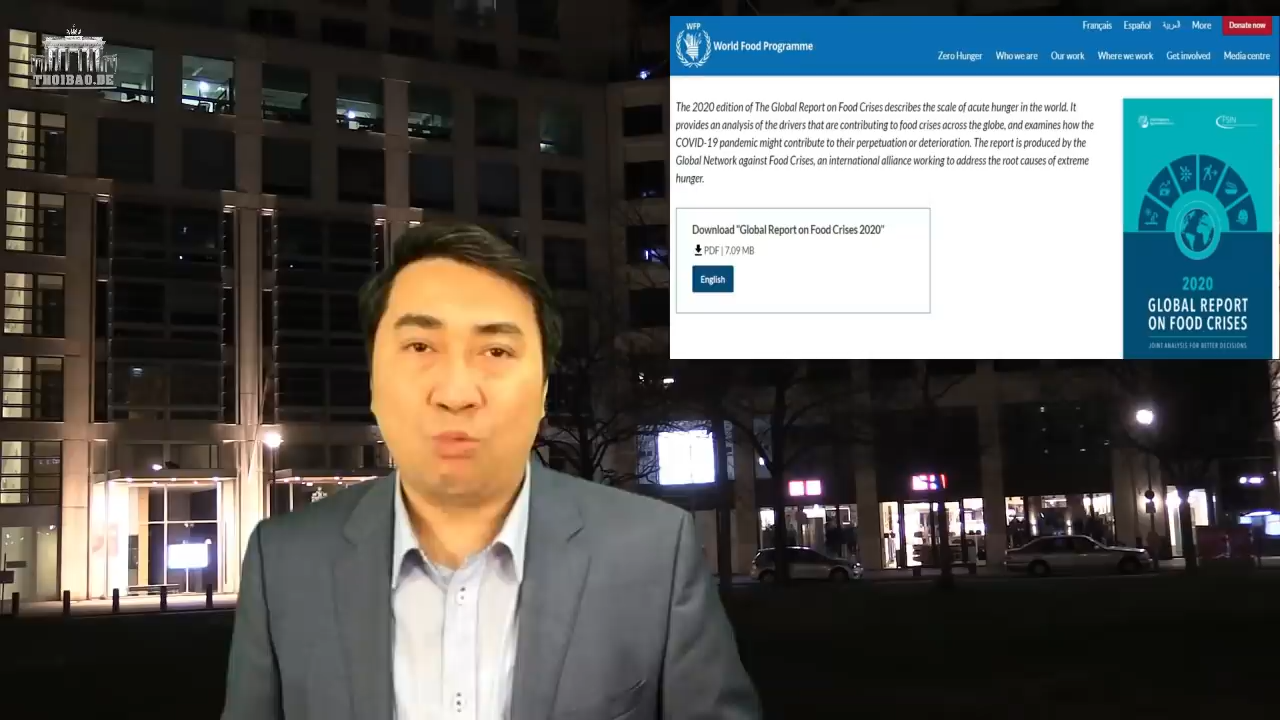 THOIBAO.DE
WFP
World Food Programme
Français Español العربية More Donate now
Zero Hunger Who we are Our work Where we work Get involved Media centre
The 2020 edition of The Global Report on Food Crises describes the scale of acute hunger in the world. It
provides an analysis of the drivers that are contributing to food crises across the globe, and examines how the
COVID-19 pandemic might contribute to their perpetuation or deterioration. The report is produced by the
Global Network against Food Crises, an international alliance working to address the root causes of extreme
hunger.
Download "Global Report on Food Crises 2020"
PDF | 7.09 MB
English
FSIN
2020
GLOBAL REPORT
ON FOOD CRISES
JOINT ANALYSIS FOR BETTER DECISIONS